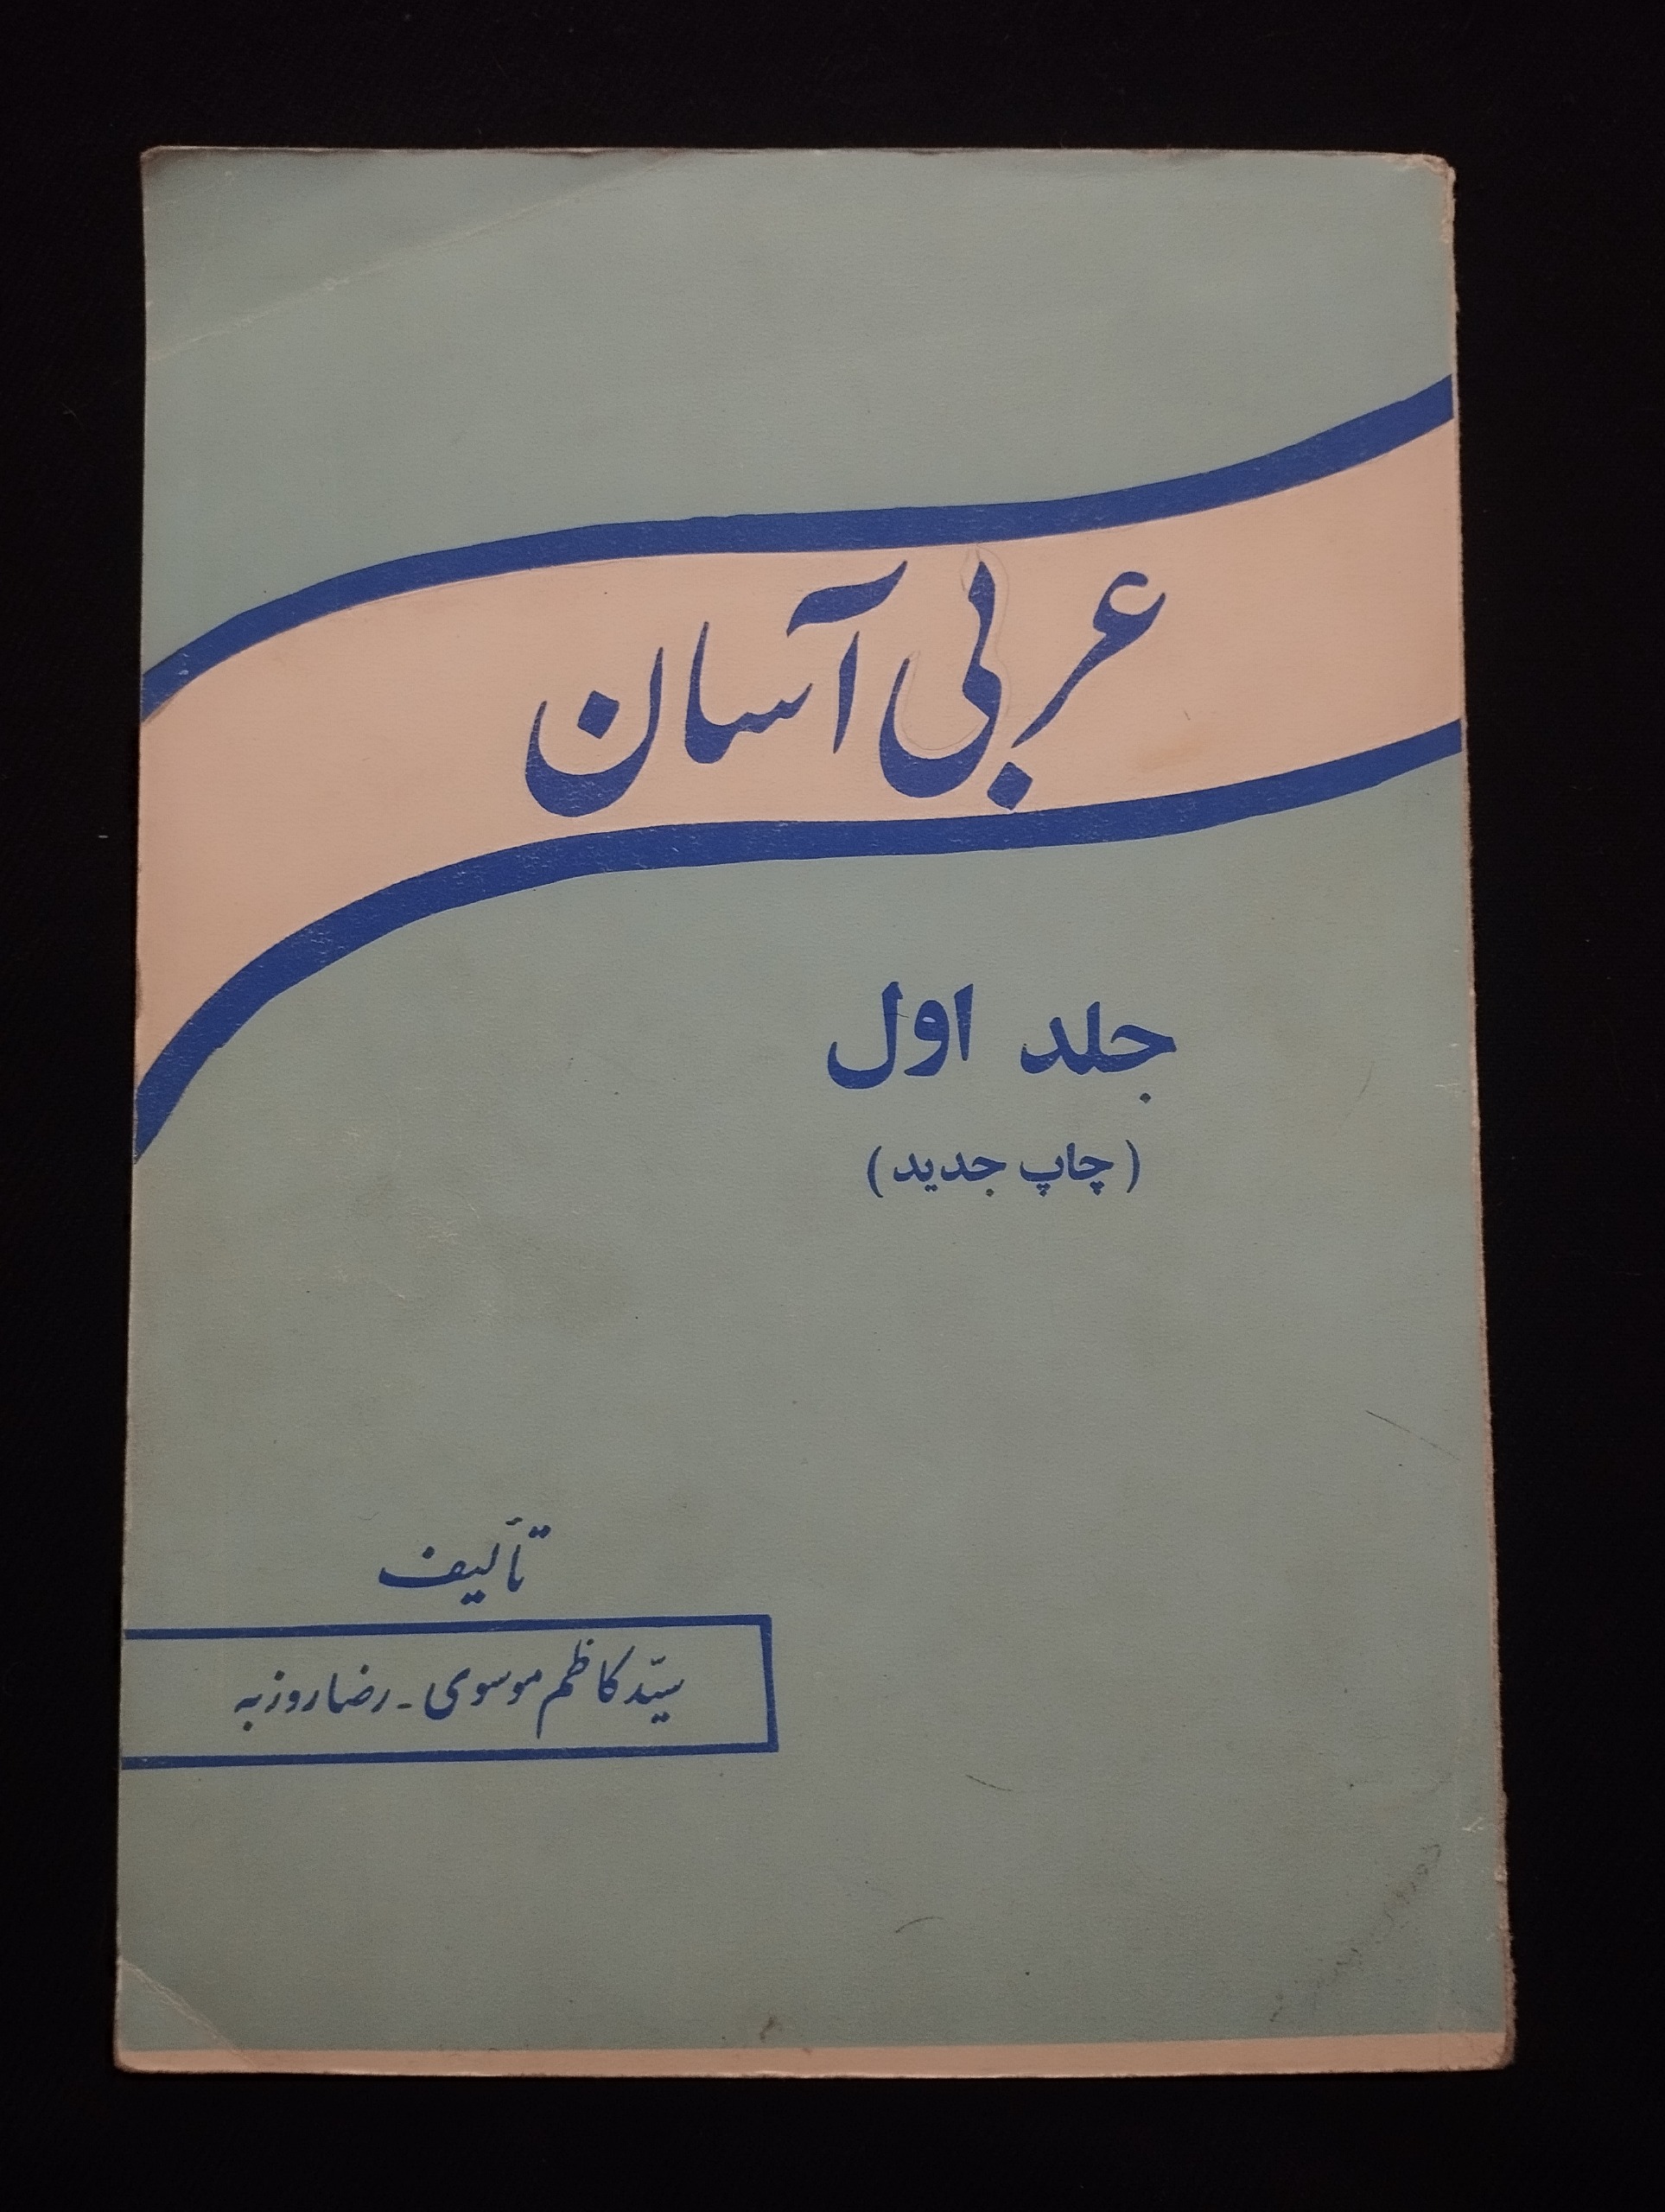 عربی آسان
جلد اول
(چاپ جدید)
تألیف
سیّد کاظم موسوی - رضا روزبه